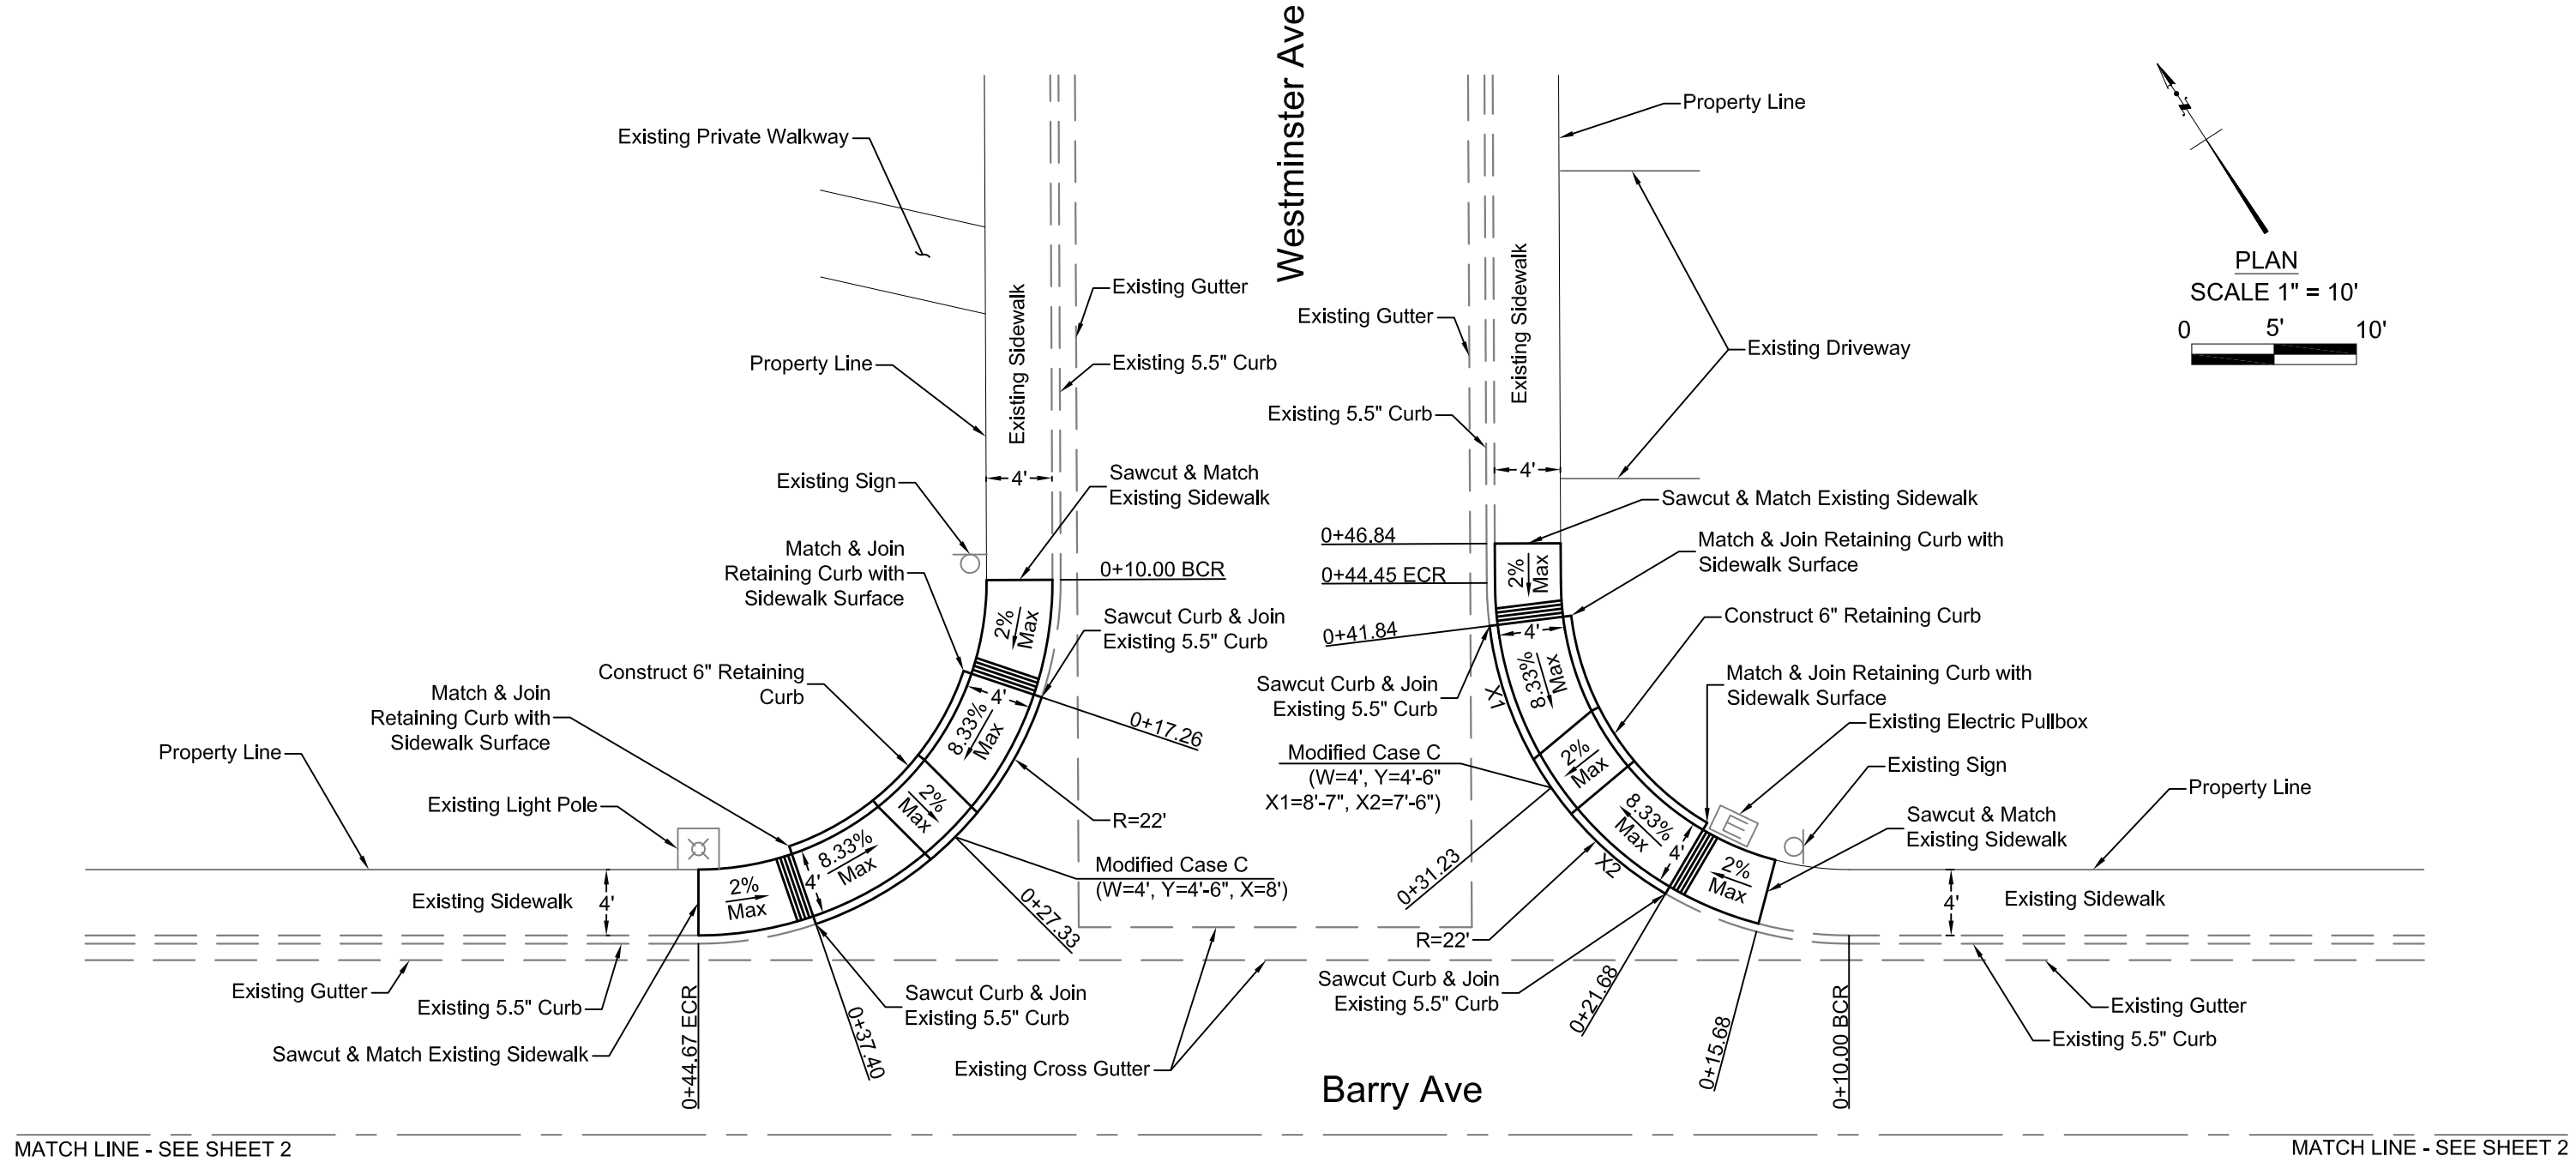 Westminster Ave
Existing Private Walkway
Existing Sidewalk
Existing Gutter
Property Line
Existing 5.5" Curb
4'
Existing Sign
Sawcut & Match
Existing Sidewalk
Match & Join
Retaining Curb with
Sidewalk Surface
0+10.00 BCR
2%
Max
Sawcut Curb & Join
Existing 5.5" Curb
Construct 6" Retaining
Curb
4'
0+17.26
8.33%
Max
Match & Join
Retaining Curb with
Sidewalk Surface
Property Line
Existing Light Pole
2%
Max
R=22'
8.33%
Max
4'
Modified Case C
(W=4', Y=4'-6", X=8')
2%
Max
Existing Sidewalk
4'
0+27.33
Existing Gutter
Existing 5.5" Curb
Sawcut & Match Existing Sidewalk
0+44.67 ECR
0+37.40
Sawcut Curb & Join
Existing 5.5" Curb
Existing Cross Gutter
Barry Ave
Property Line
Existing Gutter
Existing Sidewalk
Existing Driveway
Existing 5.5" Curb
4'
Sawcut & Match Existing Sidewalk
0+46.84
Match & Join Retaining Curb with
Sidewalk Surface
0+44.45 ECR
2%
Max
Construct 6" Retaining Curb
0+41.84
4'
8.33%
Max
Sawcut Curb & Join
Existing 5.5" Curb
X1
Match & Join Retaining Curb with
Sidewalk Surface
Existing Electric Pullbox
Modified Case C
(W=4', Y=4'-6"
X1=8'-7", X2=7'-6")
2%
Max
Existing Sign
Property Line
8.33%
Max
4'
E
Sawcut & Match
Existing Sidewalk
0+31.23
X2
2%
Max
Existing Sidewalk
4'
R=22'
Sawcut Curb & Join
Existing 5.5" Curb
0+21.68
0+15.68
0+10.00 BCR
Existing Gutter
Existing 5.5" Curb
N
PLAN
SCALE 1" = 10'
0 5' 10'
MATCH LINE - SEE SHEET 2
MATCH LINE - SEE SHEET 2